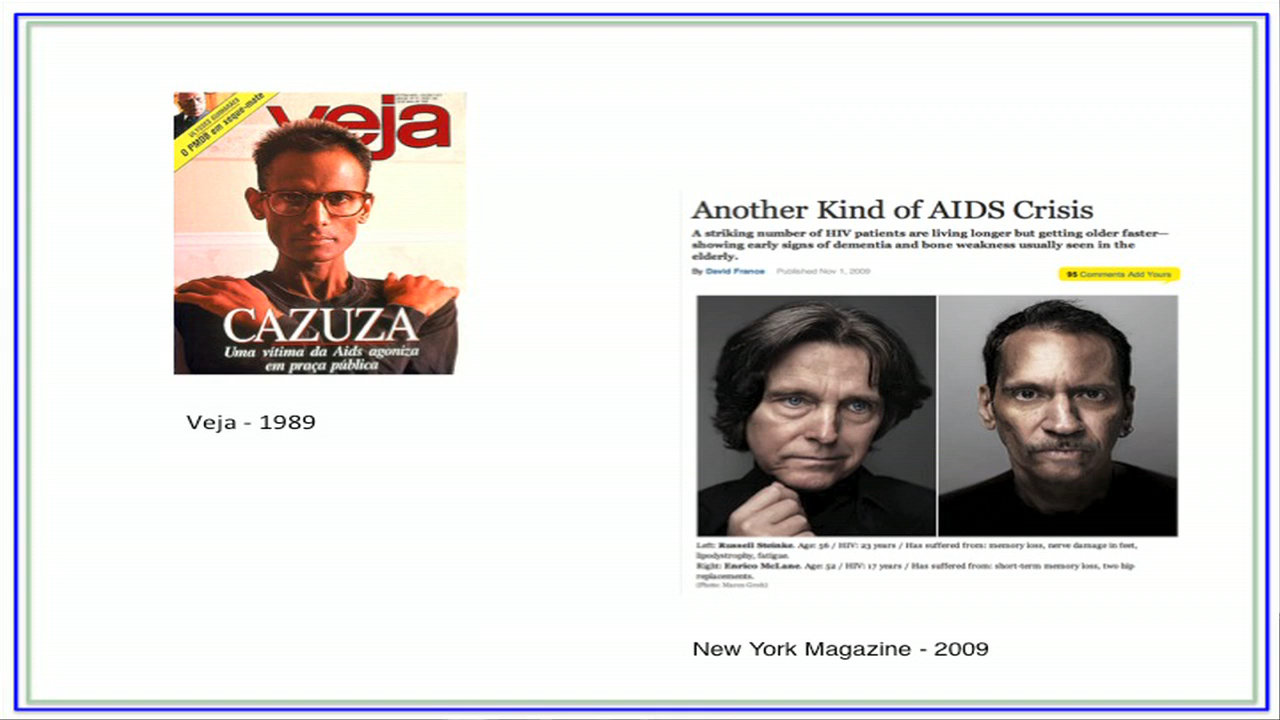 ULYSSES GUIMARÃES
O PMDB em xeque-mate
veja
CAZUZA
Uma vítima da Aids agoniza
em praça pública
Veja - 1989
Another Kind of AIDS Crisis
A striking number of HIV patients are living longer but getting older faster—
showing early signs of dementia and bone weakness usually seen in the
elderly.
By David France Published Nov 1, 2009
95 Comments Add Yours
Left: Russell Steinke. Age: 56 / HIV: 23 years / Has suffered from: memory loss, nerve damage in feet,
lipodystrophy, fatigue.
Right: Enrico McLane. Age: 52 / HIV: 17 years / Has suffered from: short-term memory loss, two hip
replacements.
(Photo: Marco Grob)
New York Magazine - 2009